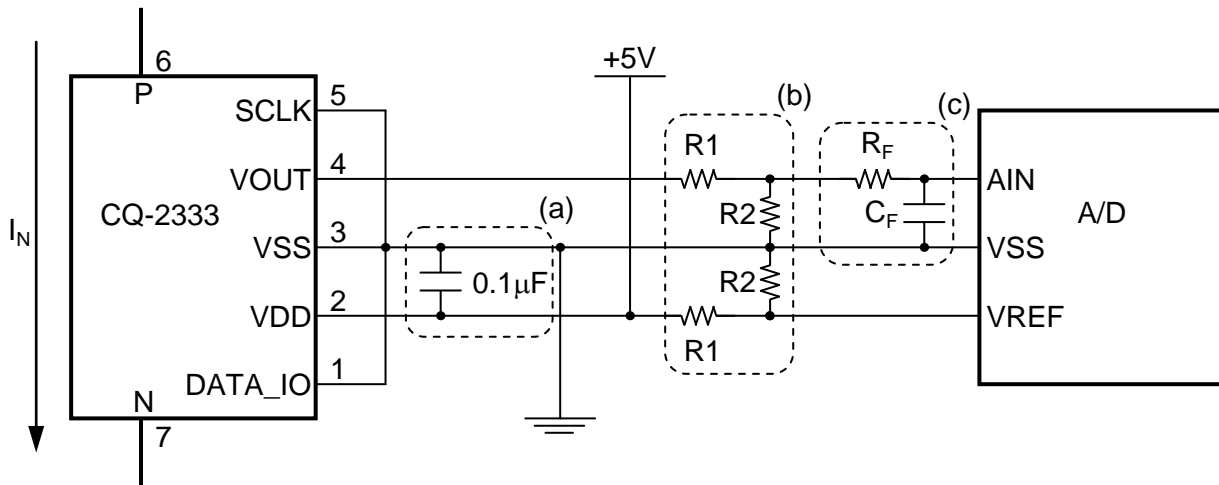 +5V
6
P
SCLK
5
(b)
(c)
R1
RF
VOUT
4
AIN
CQ-2333
(a)
R2
CF
A/D
IN
VSS
3
VSS
0.1μF
R2
VDD
2
VREF
R1
DATA_IO
1
N
7